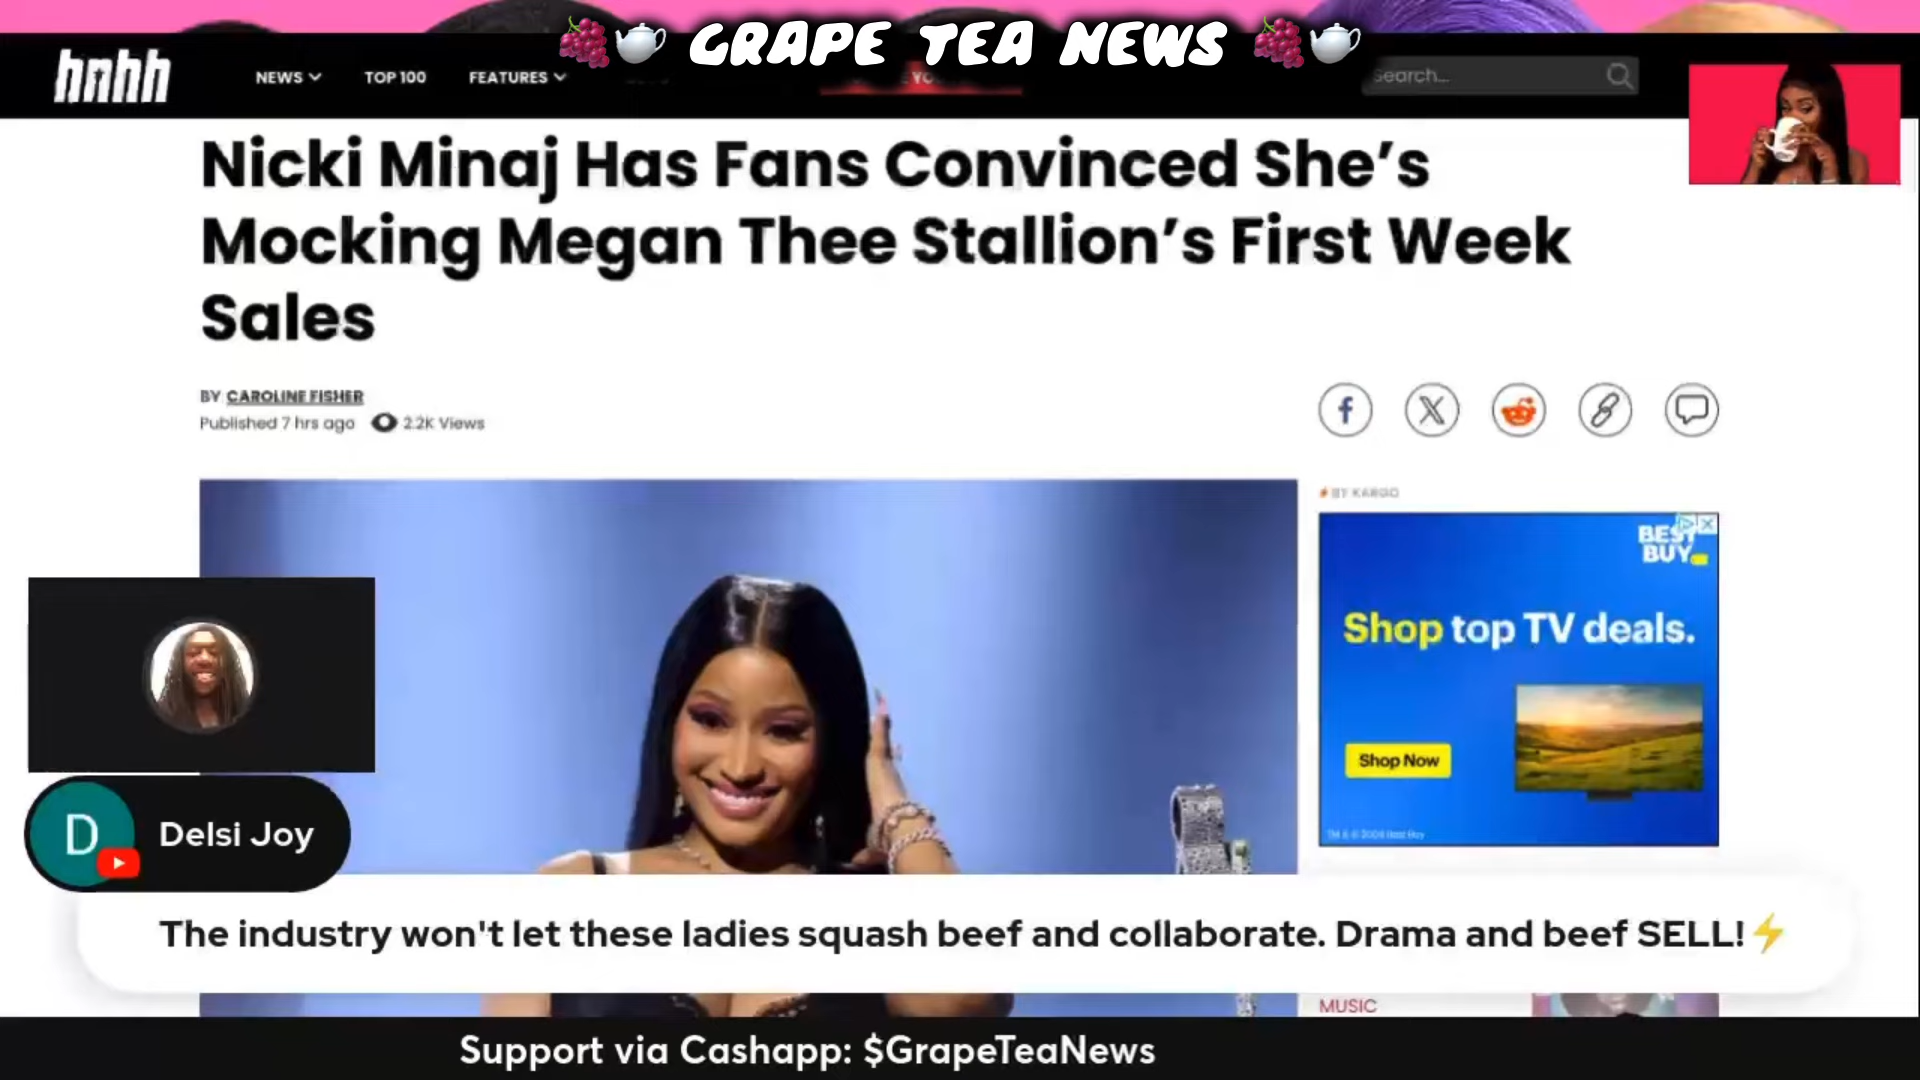 🍇🫖 GRAPE TEA NEWS 🍇🫖
hnhh
NEWS
TOP 100
FEATURES
Search...
Nicki Minaj Has Fans Convinced She’s
Mocking Megan Thee Stallion’s First Week
Sales
BY CAROLINE FISHER
Published 7 hrs ago
2.2K Views
BY KARGO
BEST
BUY
Shop top TV deals.
Shop Now
D
Delsi Joy
The industry won't let these ladies squash beef and collaborate. Drama and beef SELL!⚡
MUSIC
Support via Cashapp: $GrapeTeaNews